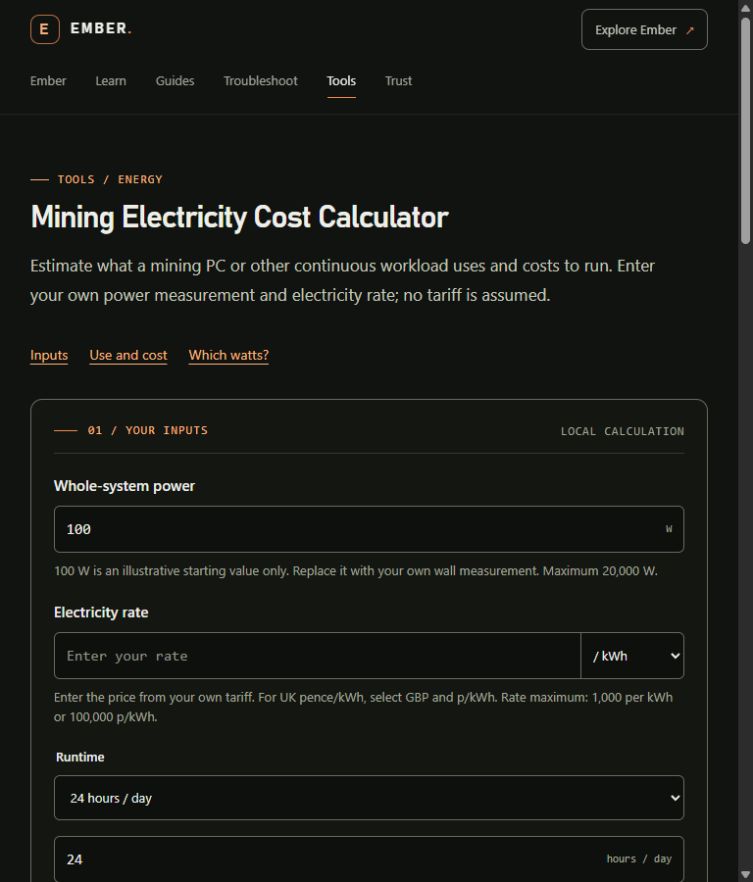 E EMBER.
Explore Ember ↗
Ember Learn Guides Troubleshoot Tools Trust
TOOLS / ENERGY
Mining Electricity Cost Calculator
Estimate what a mining PC or other continuous workload uses and costs to run. Enter
your own power measurement and electricity rate; no tariff is assumed.
Inputs Use and cost Which watts?
01 / YOUR INPUTS LOCAL CALCULATION
Whole-system power
100 W
100 W is an illustrative starting value only. Replace it with your own wall measurement. Maximum 20,000 W.
Electricity rate
Enter your rate / kWh
Enter the price from your own tariff. For UK pence/kWh, select GBP and p/kWh. Rate maximum: 1,000 per kWh
or 100,000 p/kWh.
Runtime
24 hours / day
24 hours / day